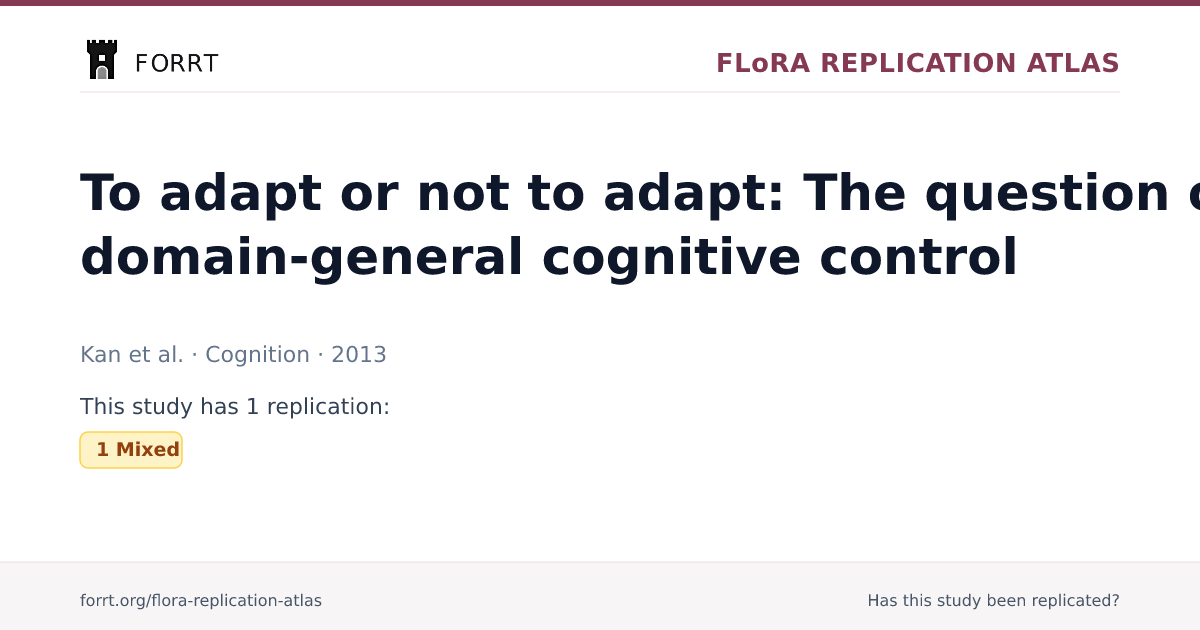 FORRT
FLoRA REPLICATION ATLAS
To adapt or not to adapt: The question
domain-general cognitive control
Kan et al. · Cognition · 2013
This study has 1 replication:
1 Mixed
forrt.org/flora-replication-atlas
Has this study been replicated?